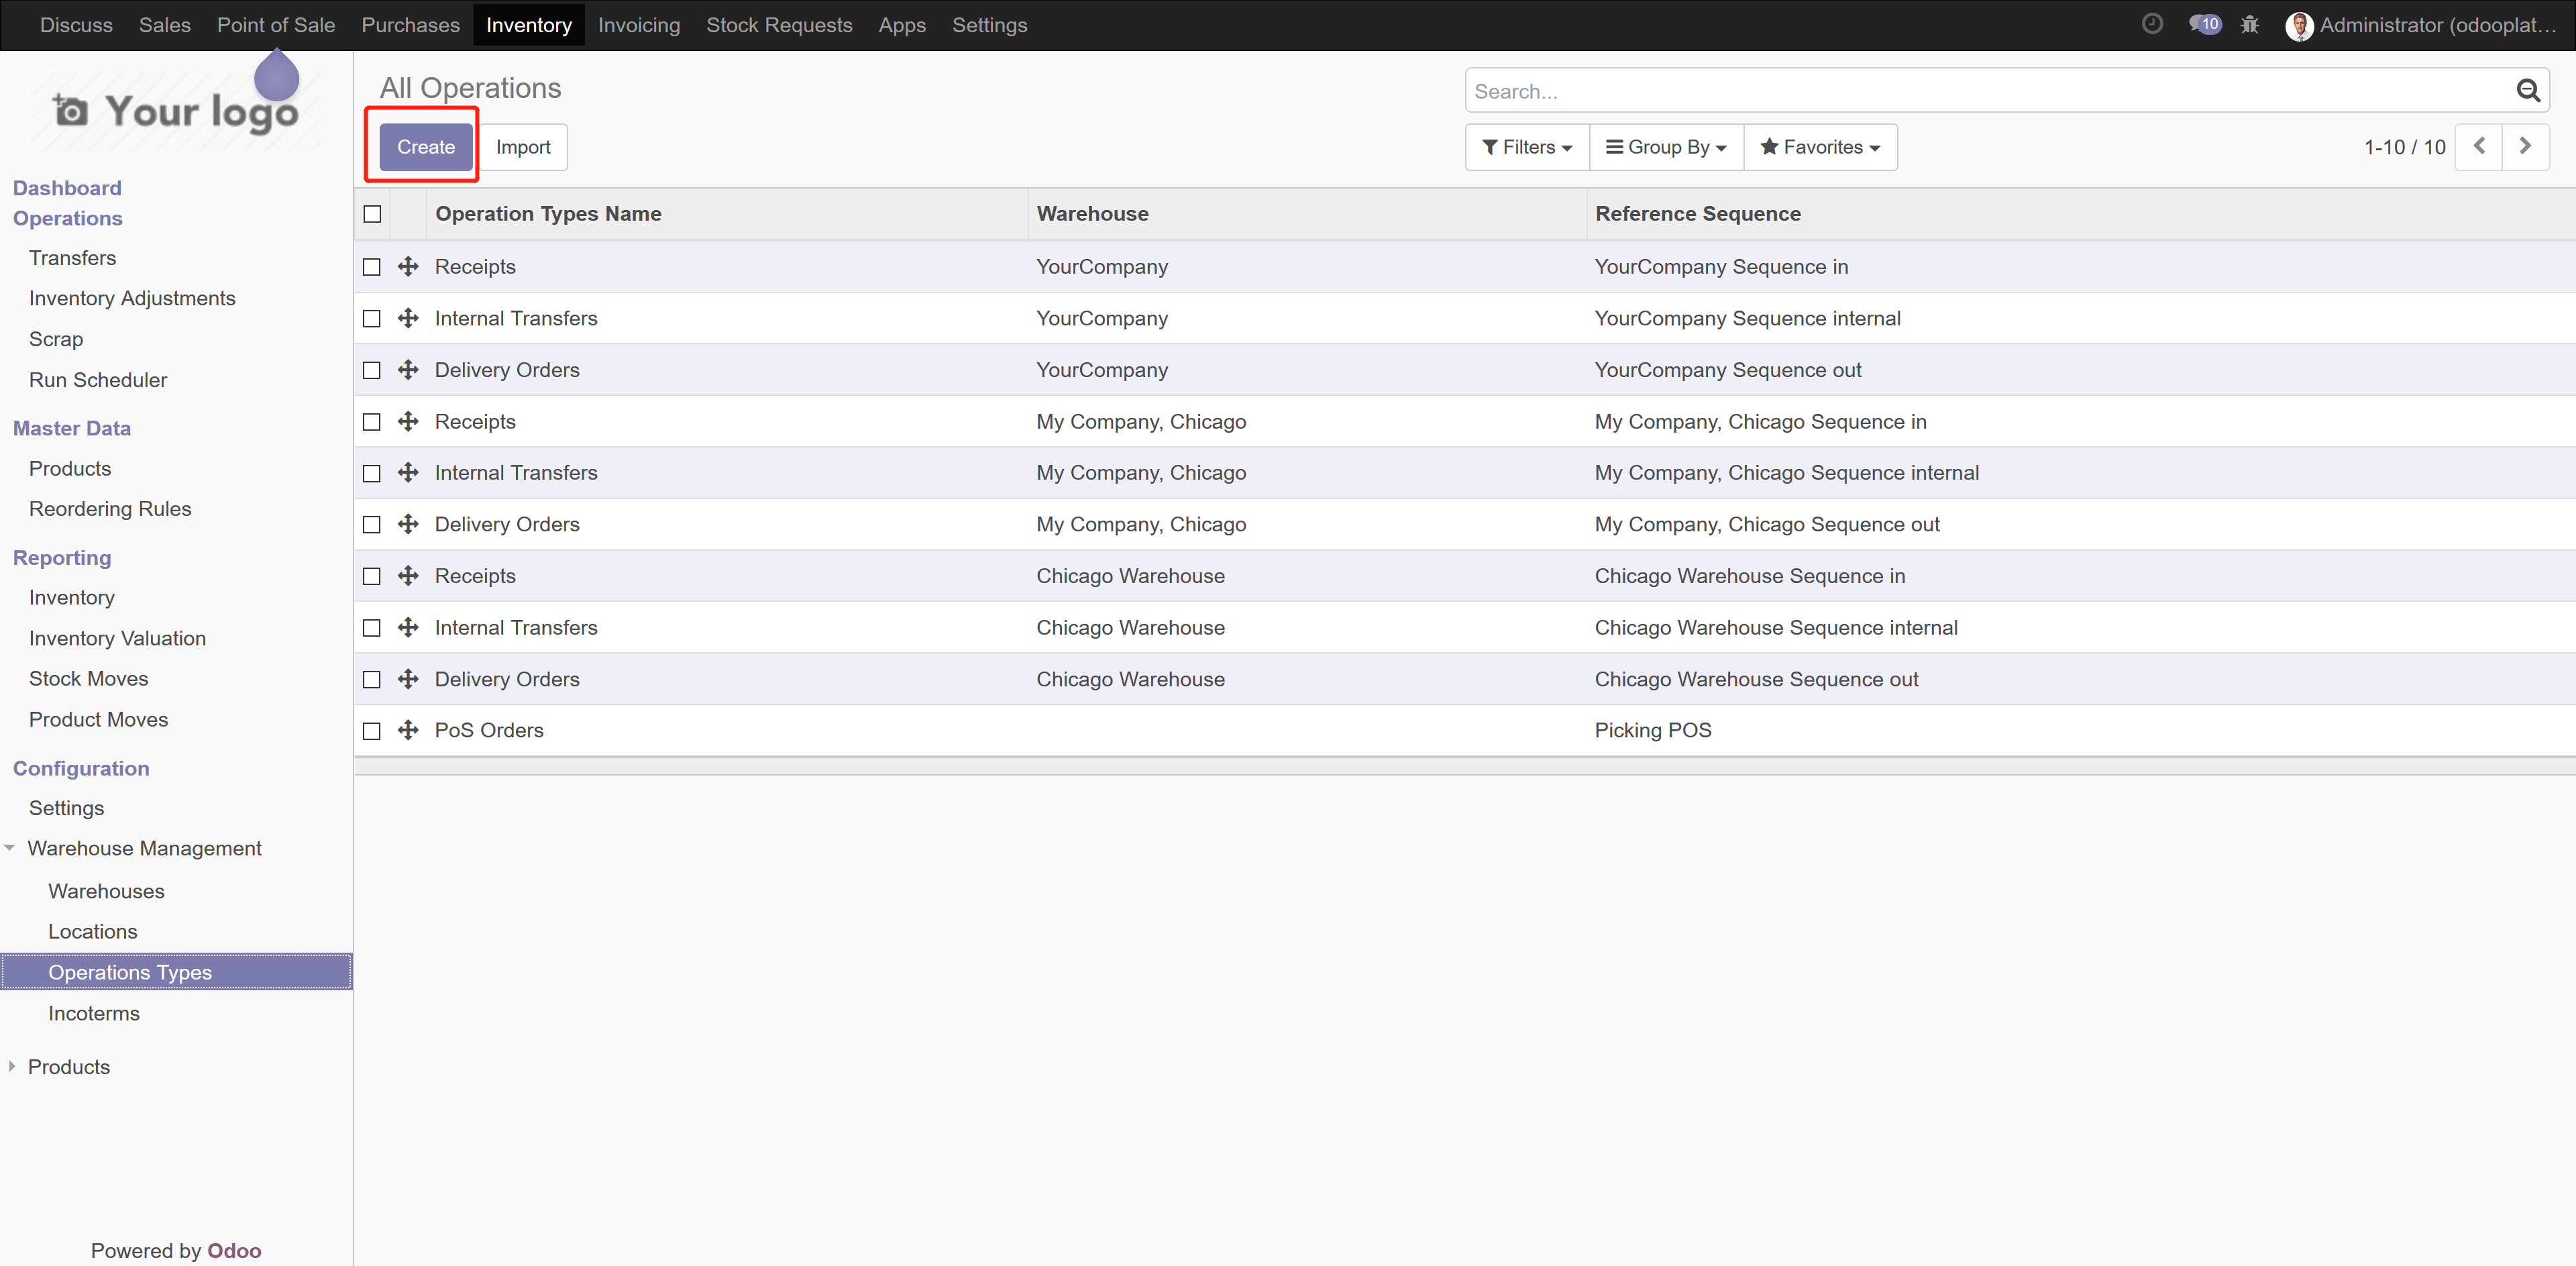 Discuss Sales Point of Sale Purchases Inventory Invoicing Stock Requests Apps Settings 10 Administrator (odooplat...
Your logo
All Operations
Search...
Create Import
Filters Group By Favorites 1-10 / 10
Dashboard
Operations
Transfers
Inventory Adjustments
Scrap
Run Scheduler
Master Data
Products
Reordering Rules
Reporting
Inventory
Inventory Valuation
Stock Moves
Product Moves
Configuration
Settings
Warehouse Management
Warehouses
Locations
Operations Types
Incoterms
Products
Powered by Odoo
Operation Types Name Warehouse Reference Sequence
Receipts YourCompany YourCompany Sequence in
Internal Transfers YourCompany YourCompany Sequence internal
Delivery Orders YourCompany YourCompany Sequence out
Receipts My Company, Chicago My Company, Chicago Sequence in
Internal Transfers My Company, Chicago My Company, Chicago Sequence internal
Delivery Orders My Company, Chicago My Company, Chicago Sequence out
Receipts Chicago Warehouse Chicago Warehouse Sequence in
Internal Transfers Chicago Warehouse Chicago Warehouse Sequence internal
Delivery Orders Chicago Warehouse Chicago Warehouse Sequence out
PoS Orders Picking POS